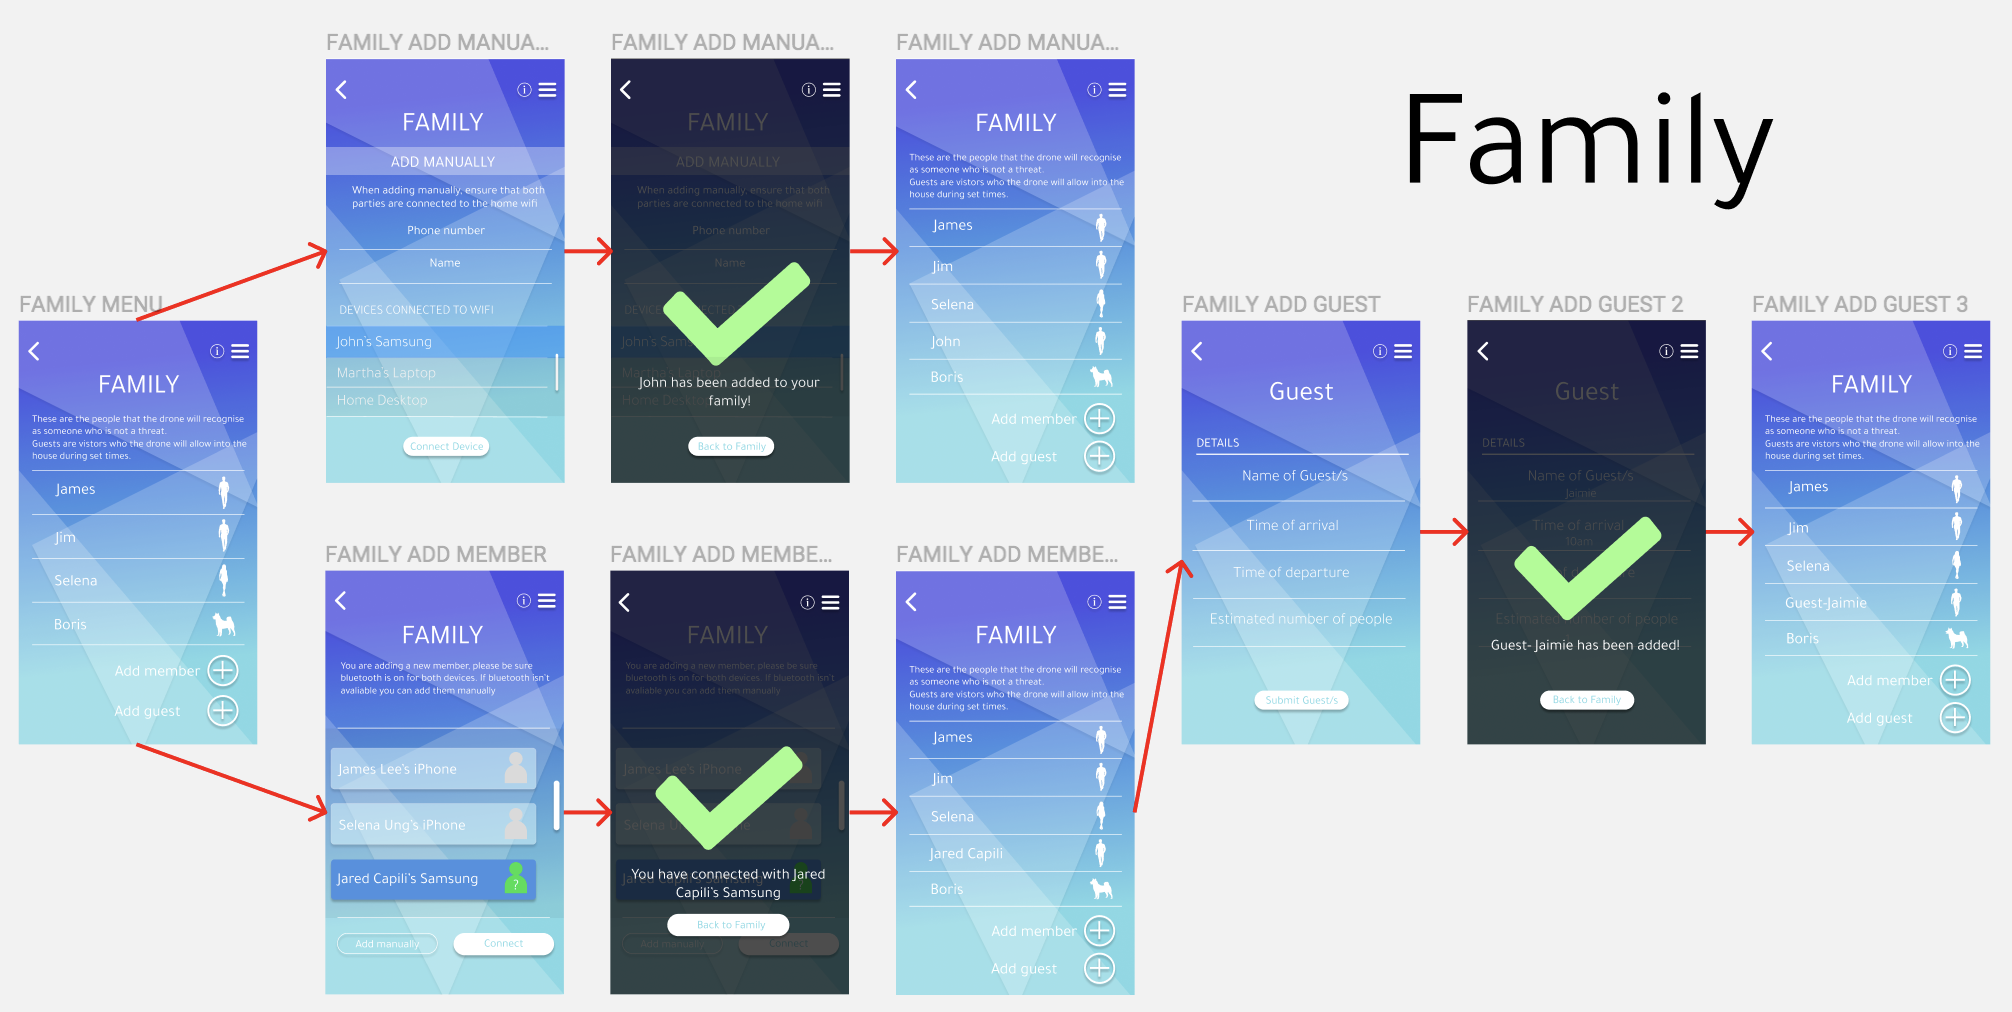 Family
FAMILY MENU
FAMILY
These are the people that the drone will recognise
as someone who is not a threat.
Guests are vistors who the drone will allow into the
house during set times.
James
Jim
Selena
Boris
Add member
Add guest
FAMILY ADD MANUA...
FAMILY
ADD MANUALLY
When adding manually, ensure that both
parties are connected to the home wifi
Phone number
Name
DEVICES CONNECTED TO WIFI
John's Samsung
Martha's Laptop
Home Desktop
Connect Device
FAMILY ADD MANUA...
FAMILY
ADD MANUALLY
When adding manually, ensure that both
parties are connected to the home wifi
Phone number
Name
John's Sam
John has been added to your
family!
Back to Family
FAMILY ADD MANUA...
FAMILY
These are the people that the drone will recognise
as someone who is not a threat.
Guests are vistors who the drone will allow into the
house during set times.
James
Jim
Selena
John
Boris
Add member
Add guest
FAMILY ADD MEMBER
FAMILY
You are adding a new member, please be sure
bluetooth is on for both devices. If bluetooth isn't
avaliable you can add them manually
James Lee's iPhone
Selena Ung's iPhone
Jared Capili's Samsung
?
Add manually
Connect
FAMILY ADD MEMBE...
FAMILY
You are adding a new member, please be sure
bluetooth is on for both devices. If bluetooth isn't
avaliable you can add them manually
James Lee's iPhone
Selena
You have connected with Jared
Capili's Samsung
Back to Family
Add manually
Connect
FAMILY ADD MEMBE...
FAMILY
These are the people that the drone will recognise
as someone who is not a threat.
Guests are vistors who the drone will allow into the
house during set times.
James
Jim
Selena
Jared Capili
Boris
Add member
Add guest
FAMILY ADD GUEST
Guest
DETAILS
Name of Guest/s
Time of arrival
Time of departure
Estimated number of people
Submit Guest/s
FAMILY ADD GUEST 2
Guest
DETAILS
Name of Guest/s
Jaimie
Time of arrival
10am
Estimated number of people
Guest- Jaimie has been added!
Back to Family
FAMILY ADD GUEST 3
FAMILY
These are the people that the drone will recognise
as someone who is not a threat.
Guests are vistors who the drone will allow into the
house during set times.
James
Jim
Selena
Guest-Jaimie
Boris
Add member
Add guest